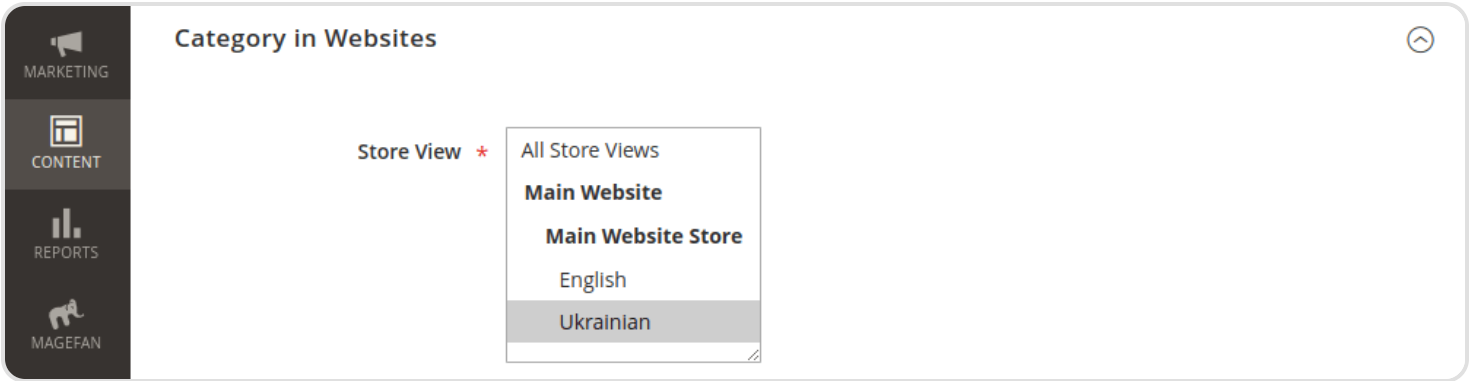 MARKETING
CONTENT
REPORTS
MAGEFAN
Category in Websites
Store View *
All Store Views
Main Website
Main Website Store
English
Ukrainian